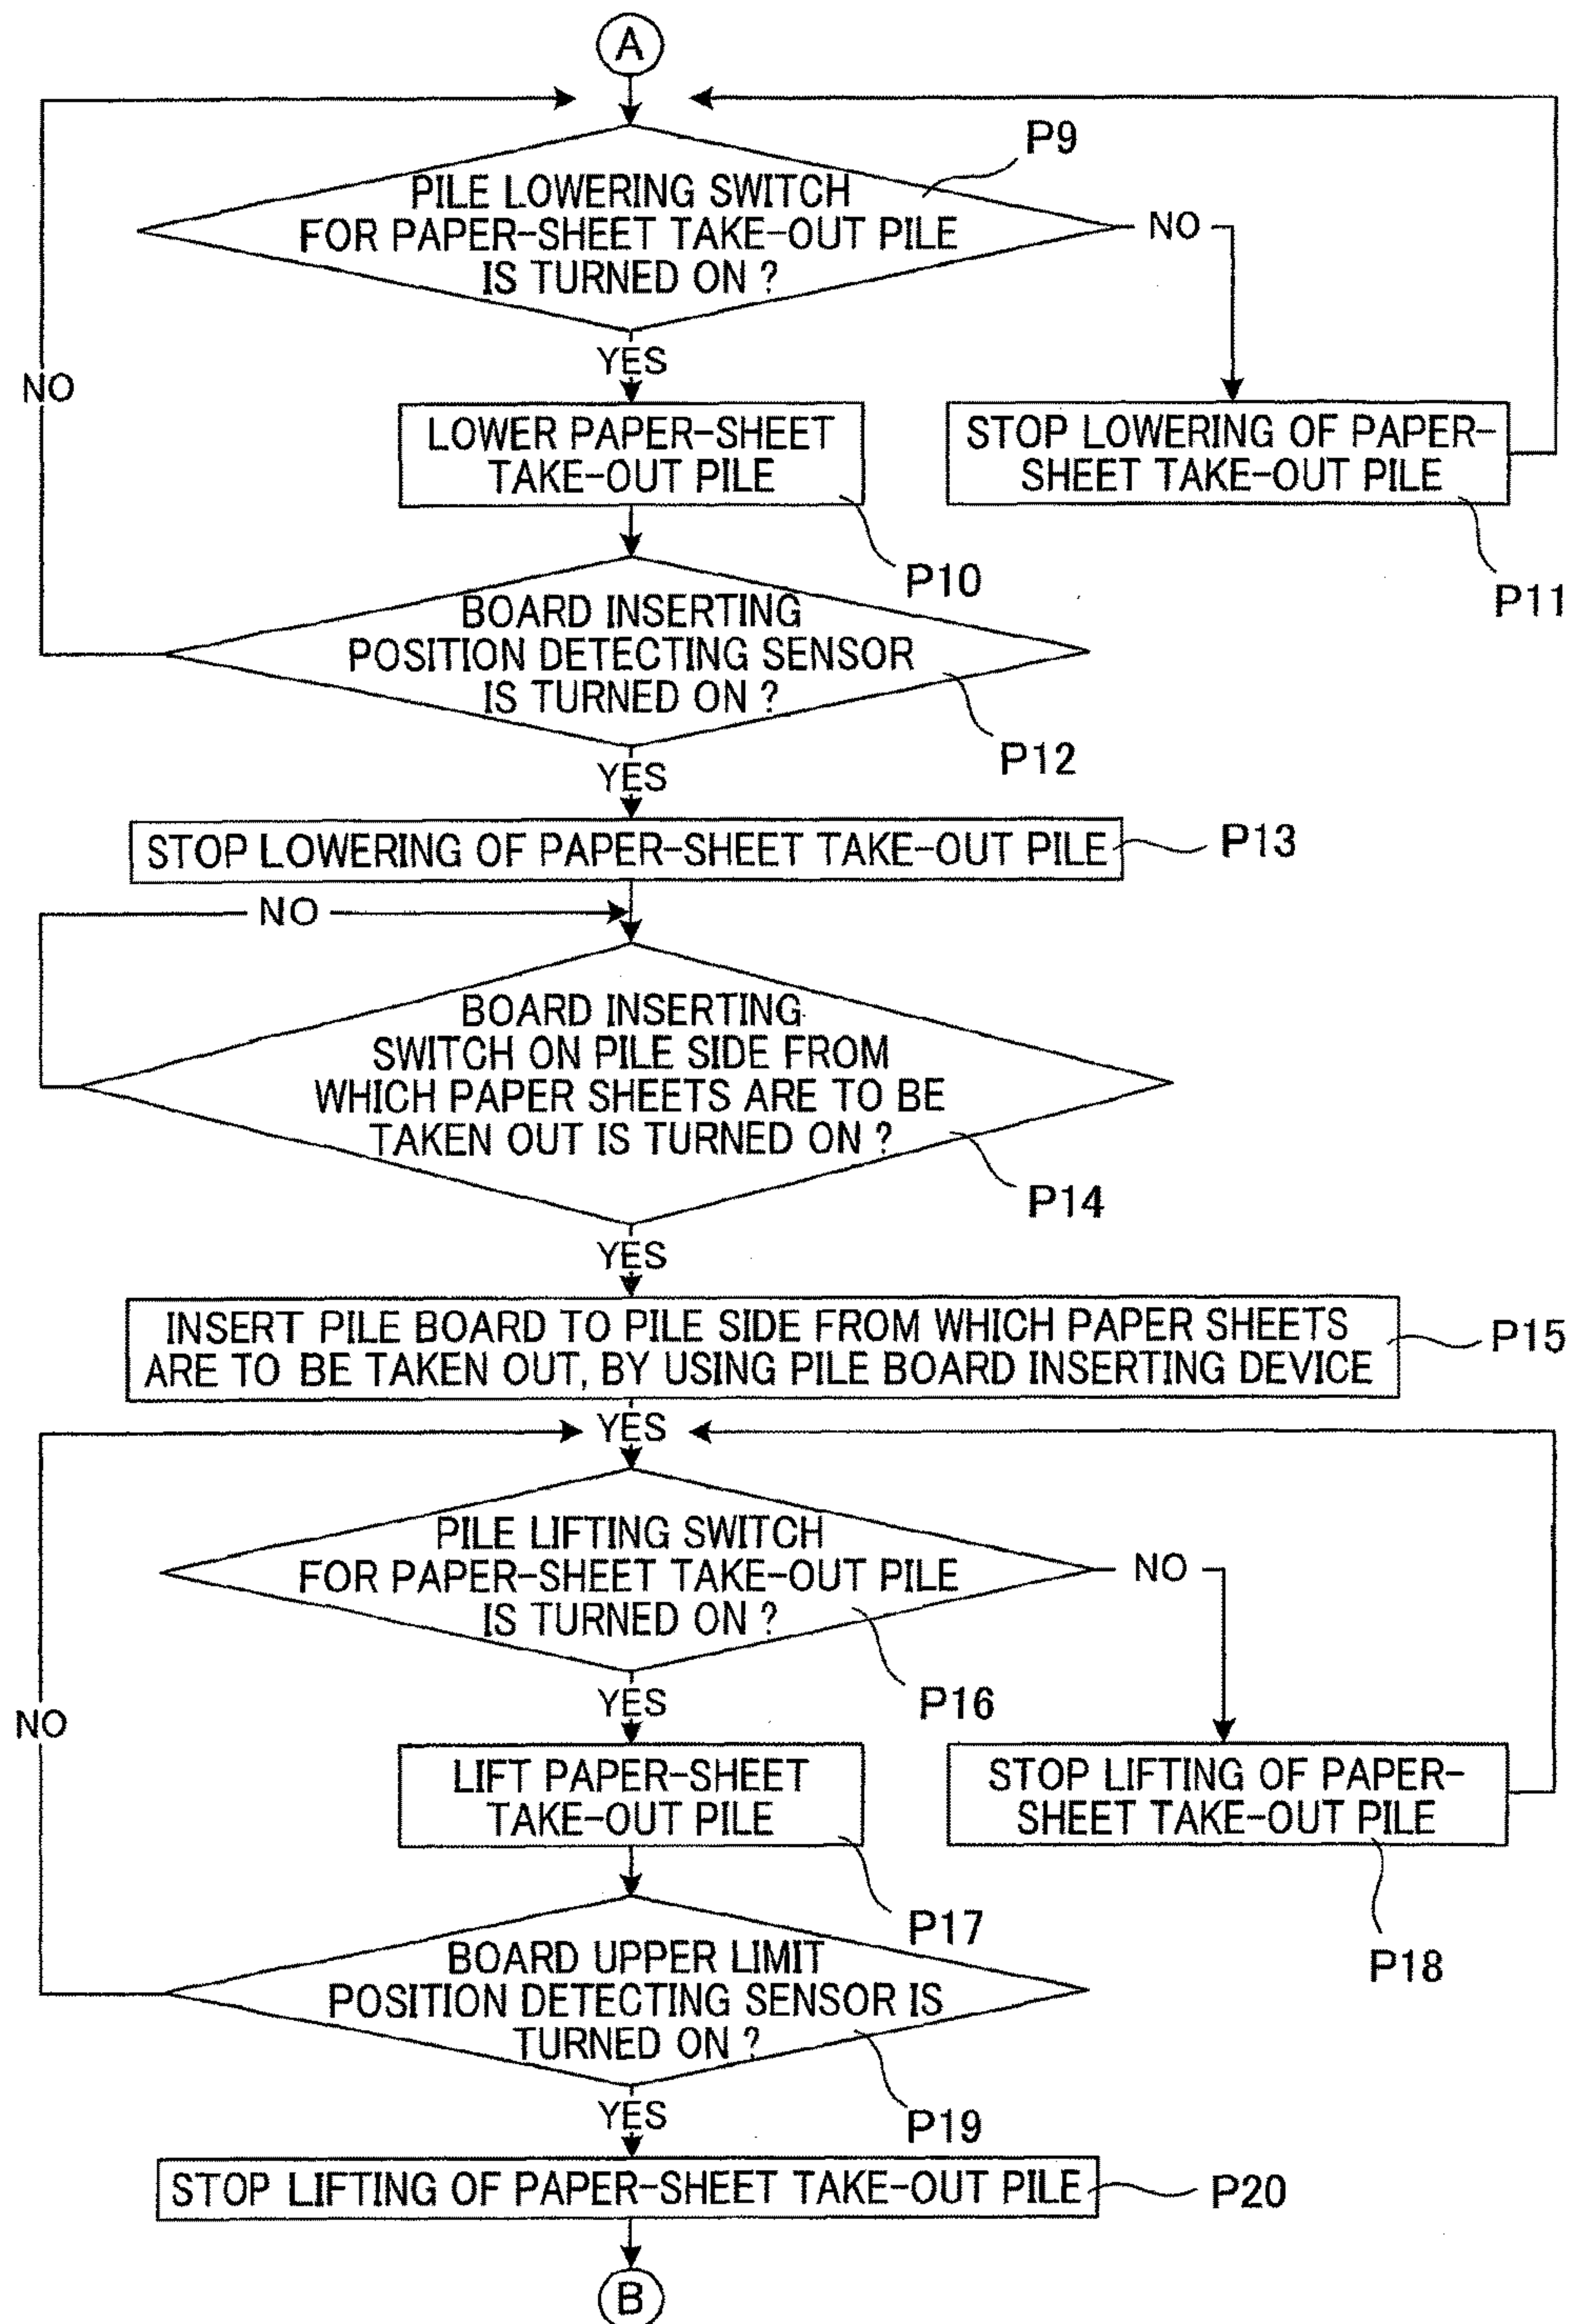 A
P9
PILE LOWERING SWITCH
FOR PAPER-SHEET TAKE-OUT PILE
IS TURNED ON ?
NO
YES
NO
LOWER PAPER-SHEET
TAKE-OUT PILE
P10
STOP LOWERING OF PAPER-
SHEET TAKE-OUT PILE
P11
BOARD INSERTING
POSITION DETECTING SENSOR
IS TURNED ON ?
P12
YES
STOP LOWERING OF PAPER-SHEET TAKE-OUT PILE
P13
NO
BOARD INSERTING
SWITCH ON PILE SIDE FROM
WHICH PAPER SHEETS ARE TO BE
TAKEN OUT IS TURNED ON ?
P14
YES
INSERT PILE BOARD TO PILE SIDE FROM WHICH PAPER SHEETS
ARE TO BE TAKEN OUT, BY USING PILE BOARD INSERTING DEVICE
P15
YES
PILE LIFTING SWITCH
FOR PAPER-SHEET TAKE-OUT PILE
IS TURNED ON ?
NO
P16
YES
NO
LIFT PAPER-SHEET
TAKE-OUT PILE
P17
STOP LIFTING OF PAPER-
SHEET TAKE-OUT PILE
P18
BOARD UPPER LIMIT
POSITION DETECTING SENSOR IS
TURNED ON ?
P19
YES
STOP LIFTING OF PAPER-SHEET TAKE-OUT PILE
P20
B